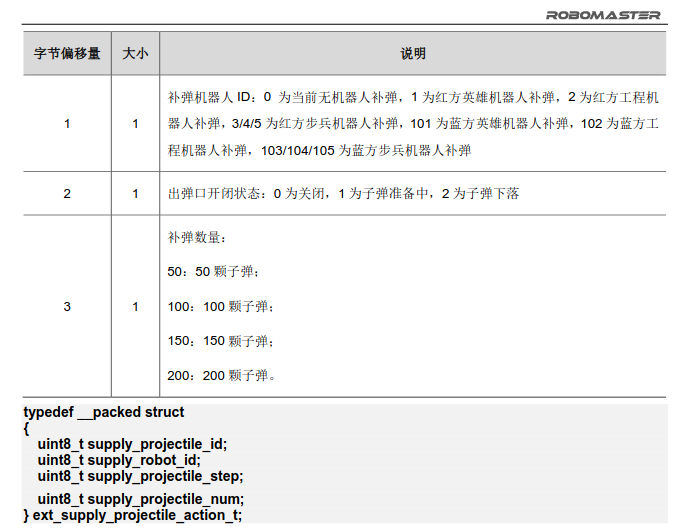 ROBOMASTER
字节偏移量 大小 说明
1 1 补弹机器人 ID：0 为当前无机器人补弹，1 为红方英雄机器人补弹，2 为红方工程机
器人补弹，3/4/5 为红方步兵机器人补弹，101 为蓝方英雄机器人补弹，102 为蓝方工
程机器人补弹，103/104/105 为蓝方步兵机器人补弹
2 1 出弹口开闭状态：0 为关闭，1 为子弹准备中，2 为子弹下落
3 1 补弹数量：
50：50 颗子弹；
100：100 颗子弹；
150：150 颗子弹；
200：200 颗子弹。
typedef __packed struct
{
uint8_t supply_projectile_id;
uint8_t supply_robot_id;
uint8_t supply_projectile_step;
uint8_t supply_projectile_num;
} ext_supply_projectile_action_t;